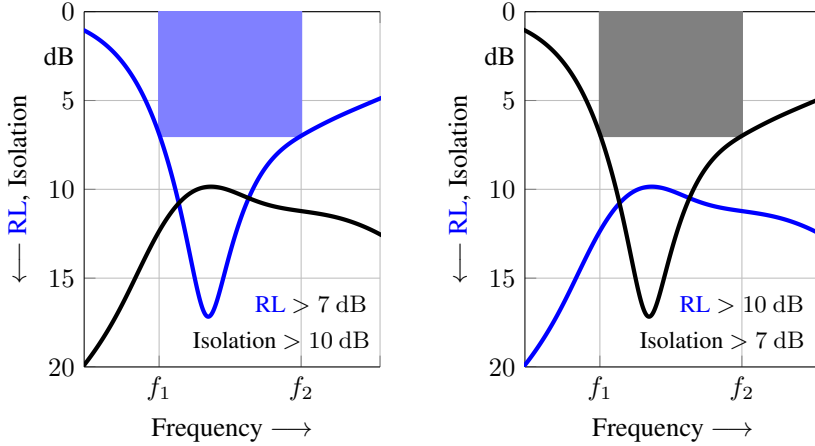 0
dB
5
10
15
20
⟵ RL, Isolation
RL > 7 dB
Isolation > 10 dB
f1 f2
Frequency ⟶
0
dB
5
10
15
20
⟵ RL, Isolation
RL > 10 dB
Isolation > 7 dB
f1 f2
Frequency ⟶